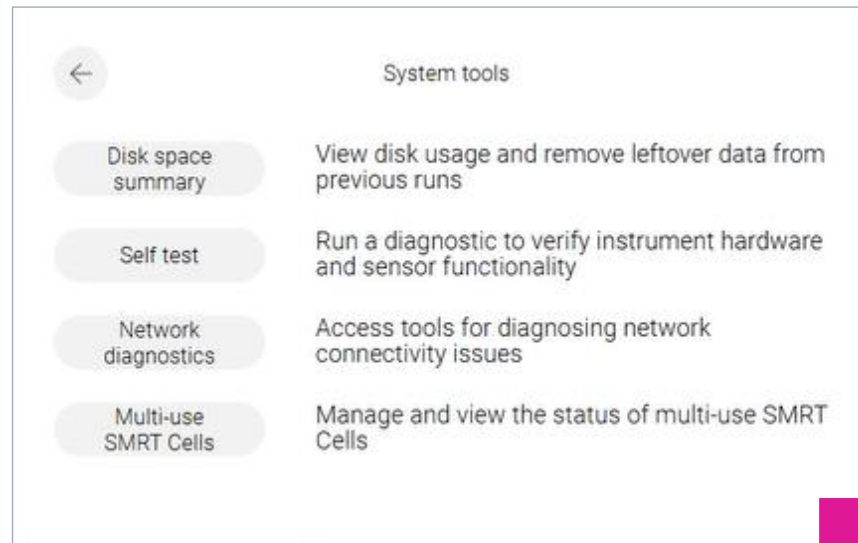 System tools
Disk space
summary
View disk usage and remove leftover data from
previous runs
Self test
Run a diagnostic to verify instrument hardware
and sensor functionality
Network
diagnostics
Access tools for diagnosing network
connectivity issues
Multi-use
SMRT Cells
Manage and view the status of multi-use SMRT
Cells